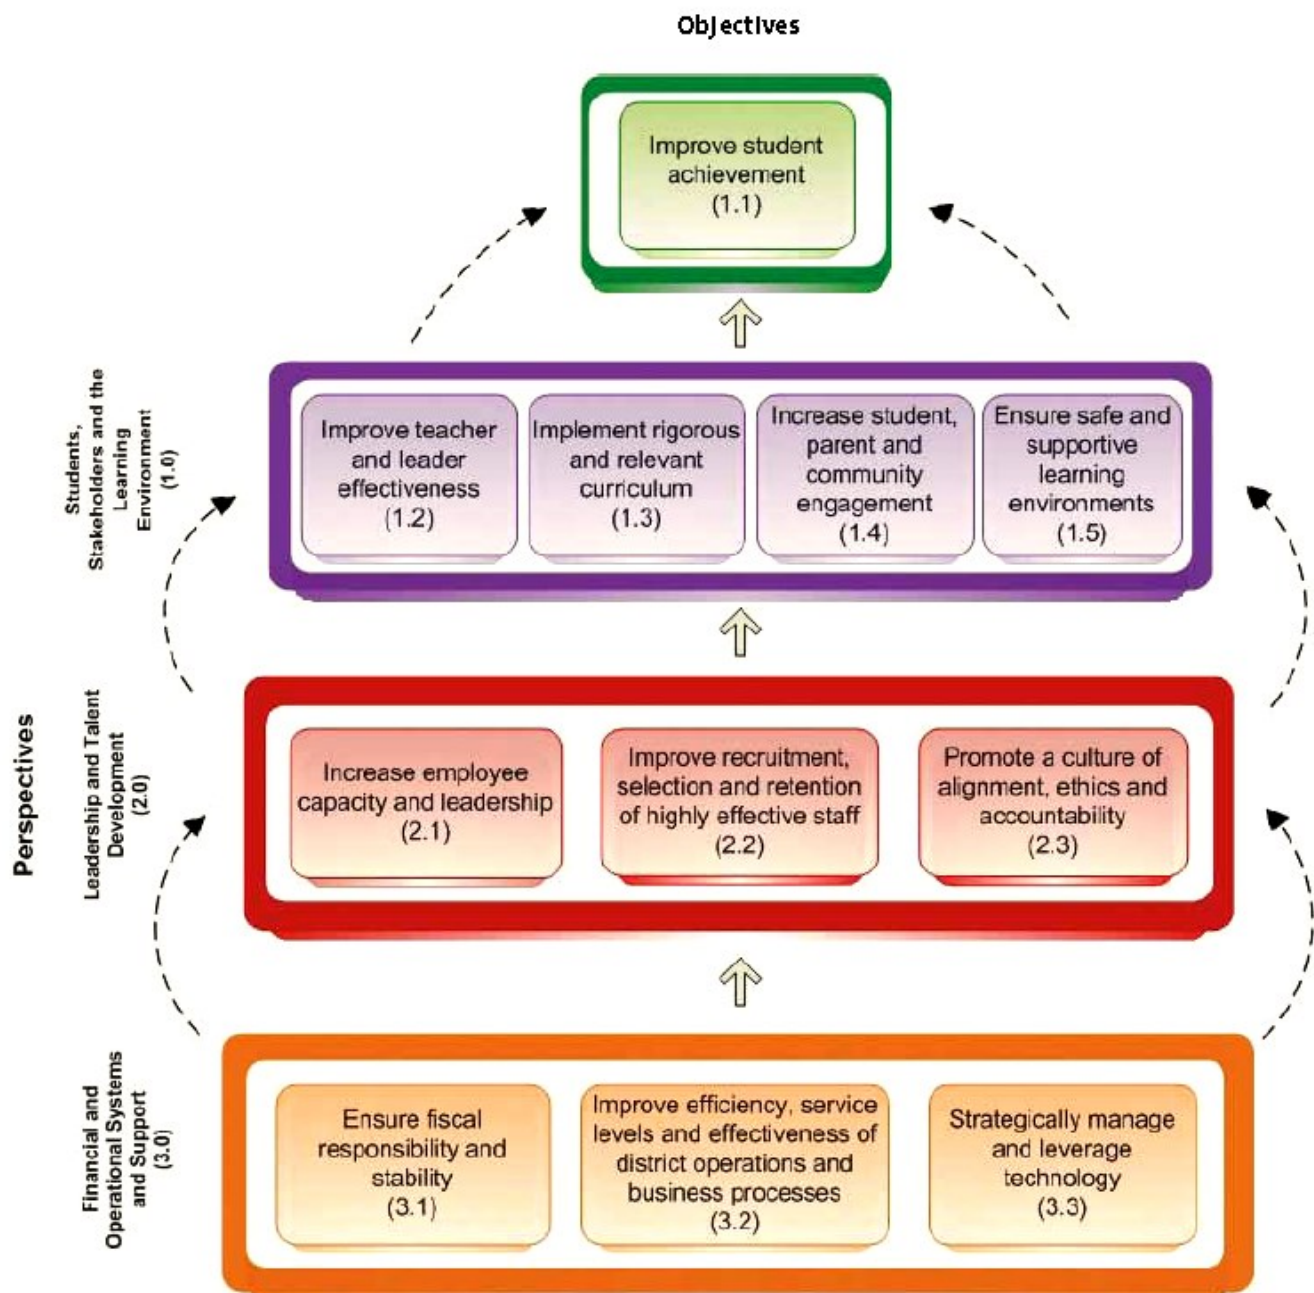 Objectives
Improve student
achievement
(1.1)
Students,
Stakeholders and the
Learning
Environment
(1.0)
Improve teacher
and leader
effectiveness
(1.2)
Implement rigorous
and relevant
curriculum
(1.3)
Increase student,
parent and
community
engagement
(1.4)
Ensure safe and
supportive
learning
environments
(1.5)
Perspectives
Leadership and Talent
Development
(2.0)
Increase employee
capacity and leadership
(2.1)
Improve recruitment,
selection and retention
of highly effective staff
(2.2)
Promote a culture of
alignment, ethics and
accountability
(2.3)
Financial and
Operational Systems
and Support
(3.0)
Ensure fiscal
responsibility and
stability
(3.1)
Improve efficiency, service
levels and effectiveness of
district operations and
business processes
(3.2)
Strategically manage
and leverage
technology
(3.3)